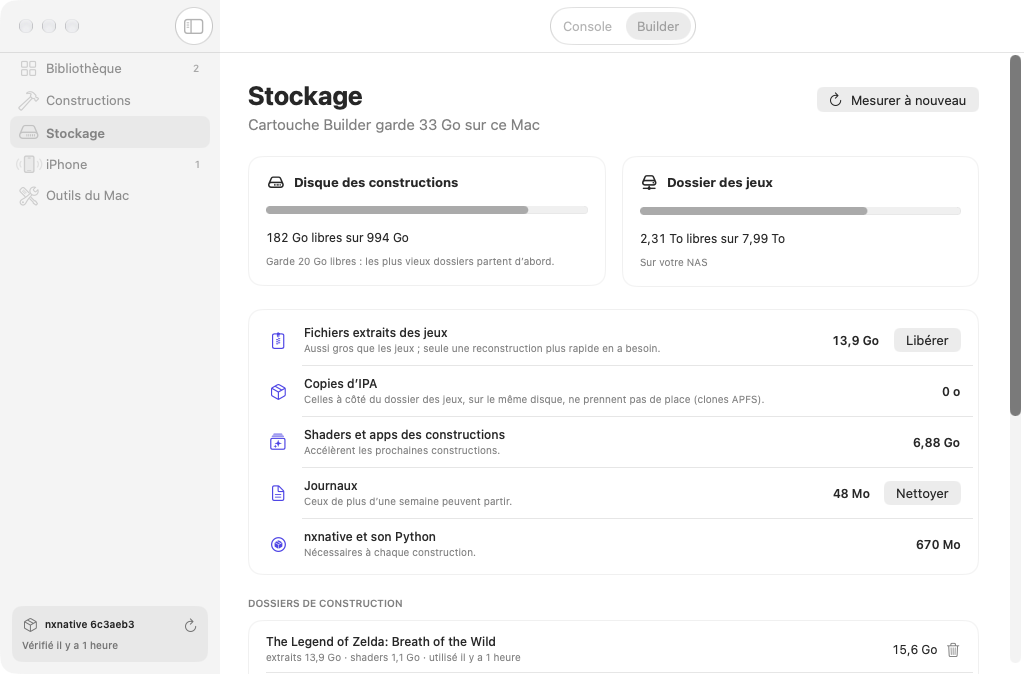 Console
Builder
Bibliothèque 2
Constructions
Stockage
iPhone 1
Outils du Mac
nxnative 6c3aeb3
Vérifié il y a 1 heure
Stockage
Cartouche Builder garde 33 Go sur ce Mac
Mesurer à nouveau
Disque des constructions
182 Go libres sur 994 Go
Garde 20 Go libres : les plus vieux dossiers partent d’abord.
Dossier des jeux
2,31 To libres sur 7,99 To
Sur votre NAS
Fichiers extraits des jeux
Aussi gros que les jeux ; seule une reconstruction plus rapide en a besoin.
13,9 Go
Libérer
Copies d’IPA
Celles à côté du dossier des jeux, sur le même disque, ne prennent pas de place (clones APFS).
0 o
Shaders et apps des constructions
Accélèrent les prochaines constructions.
6,88 Go
Journaux
Ceux de plus d’une semaine peuvent partir.
48 Mo
Nettoyer
nxnative et son Python
Nécessaires à chaque construction.
670 Mo
DOSSIERS DE CONSTRUCTION
The Legend of Zelda: Breath of the Wild
extraits 13,9 Go · shaders 1,1 Go · utilisé il y a 1 heure
15,6 Go